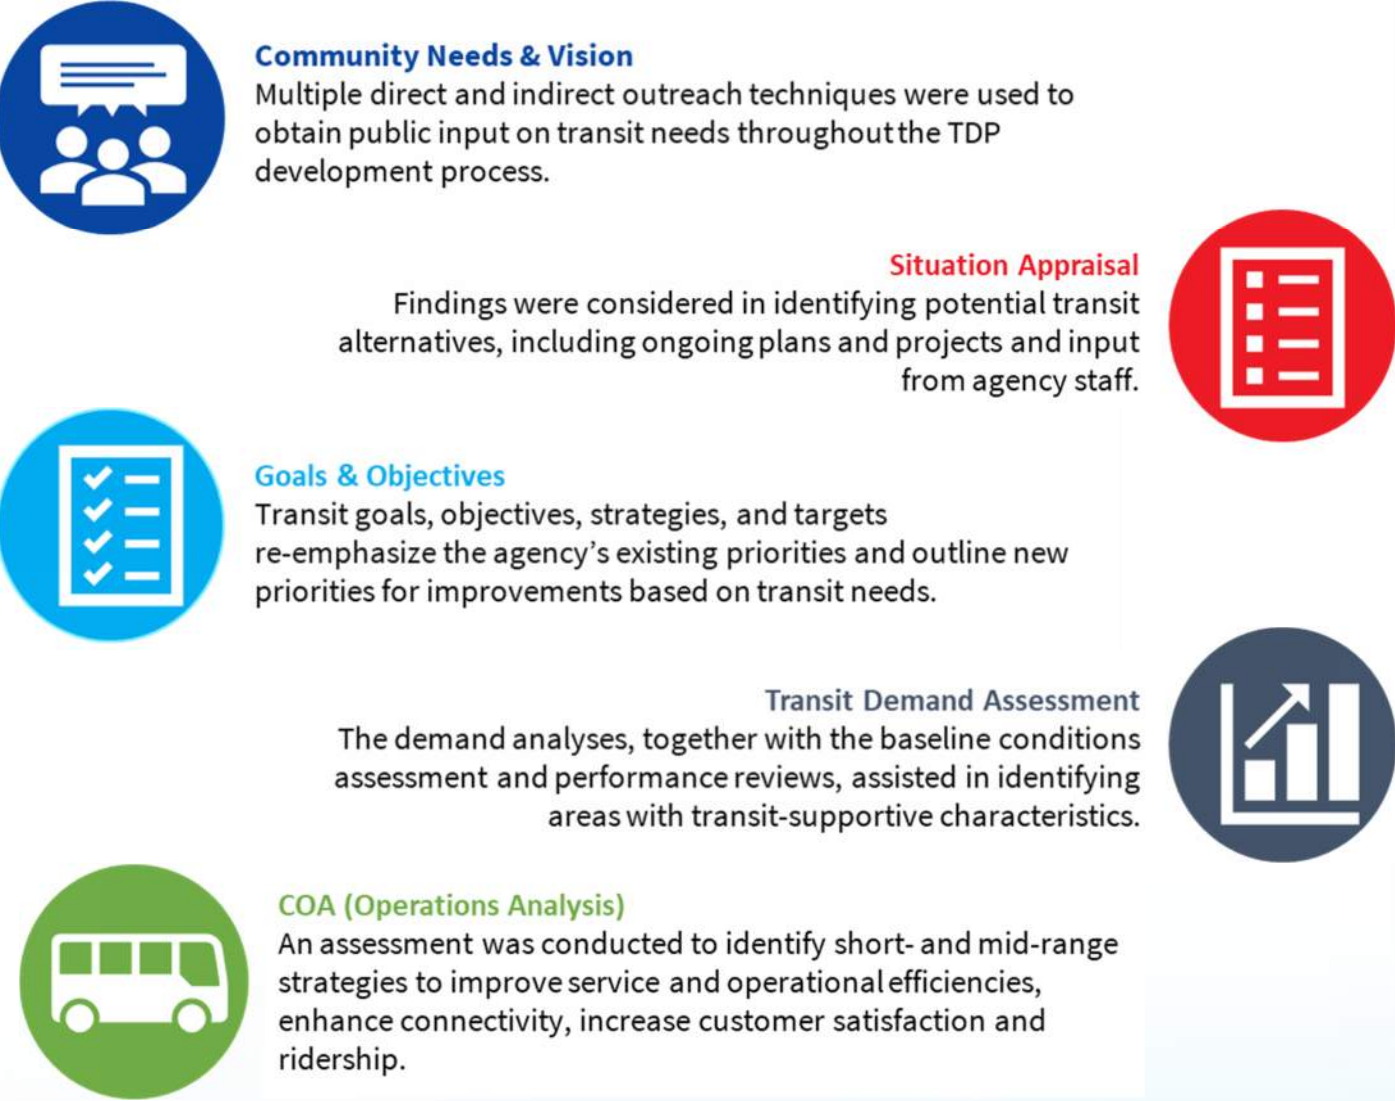 Community Needs & Vision
Multiple direct and indirect outreach techniques were used to
obtain public input on transit needs throughout the TDP
development process.
Situation Appraisal
Findings were considered in identifying potential transit
alternatives, including ongoing plans and projects and input
from agency staff.
Goals & Objectives
Transit goals, objectives, strategies, and targets
re-emphasize the agency’s existing priorities and outline new
priorities for improvements based on transit needs.
Transit Demand Assessment
The demand analyses, together with the baseline conditions
assessment and performance reviews, assisted in identifying
areas with transit-supportive characteristics.
COA (Operations Analysis)
An assessment was conducted to identify short- and mid-range
strategies to improve service and operational efficiencies,
enhance connectivity, increase customer satisfaction and
ridership.